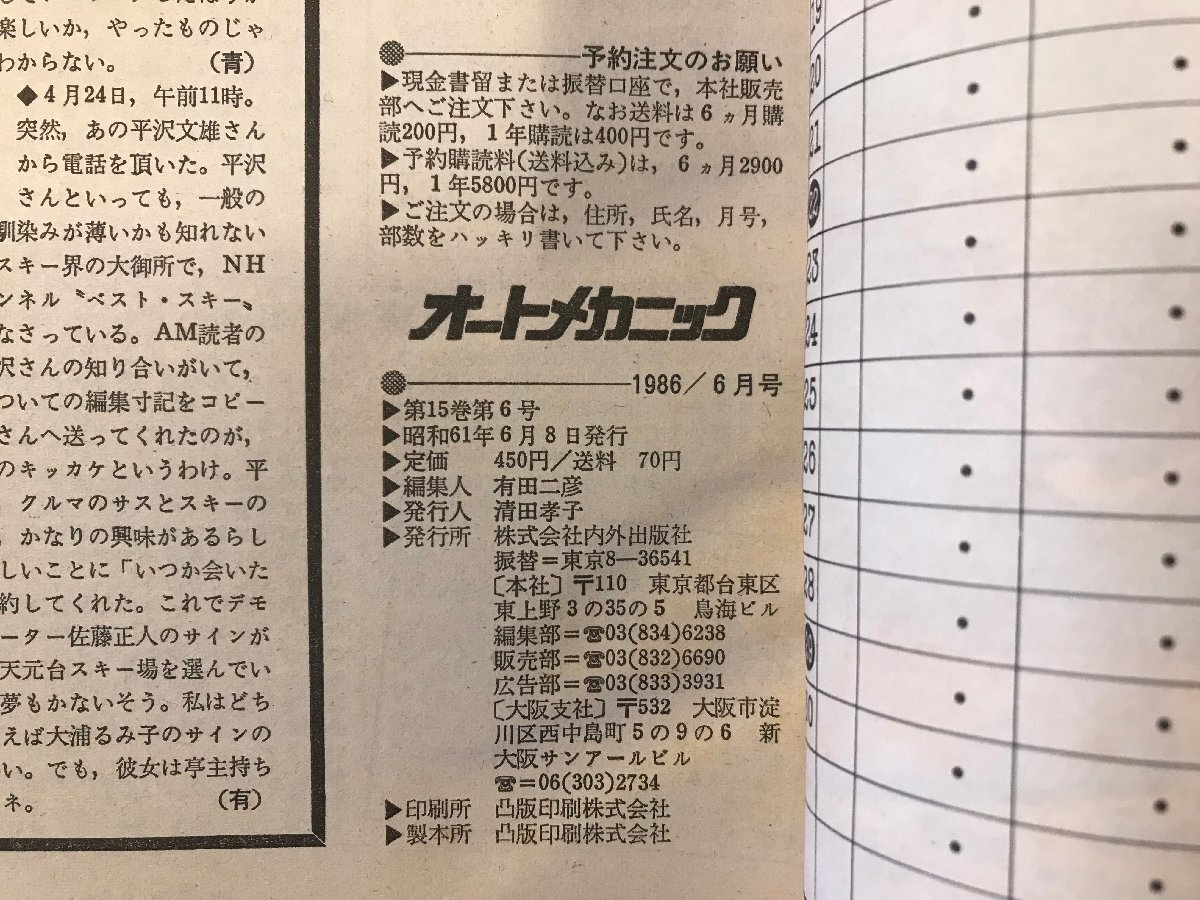 楽しいか，やったものじゃ
わからない。　（青）
◆4月24日，午前11時。
突然，あの平沢文雄さん
から電話を頂いた。平沢
さんといっても，一般の
馴染みが薄いかも知れない
スキー界の大御所で，NH
ンネル〝ベスト・スキー〟
なさっている。AM読者の
沢さんの知り合いがいて，
ついての編集寸記をコピー
さんへ送ってくれたのが，
のキッカケというわけ。平
クルマのサスとスキーの
，かなりの興味があるらし
しいことに「いつか会いた
約してくれた。これでデモ
ーター佐藤正人のサインが
天元台スキー場を選んでい
夢もかないそう。私はどち
えば大浦るみ子のサインの
い。でも，彼女は亭主持ち
ネ。　（有）
予約注文のお願い
▶現金書留または振替口座で，本社販売
部へご注文下さい。なお送料は6ヵ月購
読200円，1年購読は400円です。
▶予約購読料(送料込み)は，6ヵ月2900
円，1年5800円です。
▶ご注文の場合は，住所，氏名，月号，
部数をハッキリ書いて下さい。
オートメカニック
1986／6月号
▶第15巻第6号
▶昭和61年6月8日発行
▶定価　450円／送料　70円
▶編集人　有田二彦
▶発行人　清田孝子
▶発行所　株式会社内外出版社
振替＝東京8―36541
〔本社〕〒110　東京都台東区
東上野3の35の5　鳥海ビル
編集部＝☎03(834)6238
販売部＝☎03(832)6690
広告部＝☎03(833)3931
〔大阪支社〕〒532　大阪市淀
川区西中島町5の9の6　新
大阪サンアールビル
☎＝06(303)2734
▶印刷所　凸版印刷株式会社
▶製本所　凸版印刷株式会社
23
24
25
26
27
28